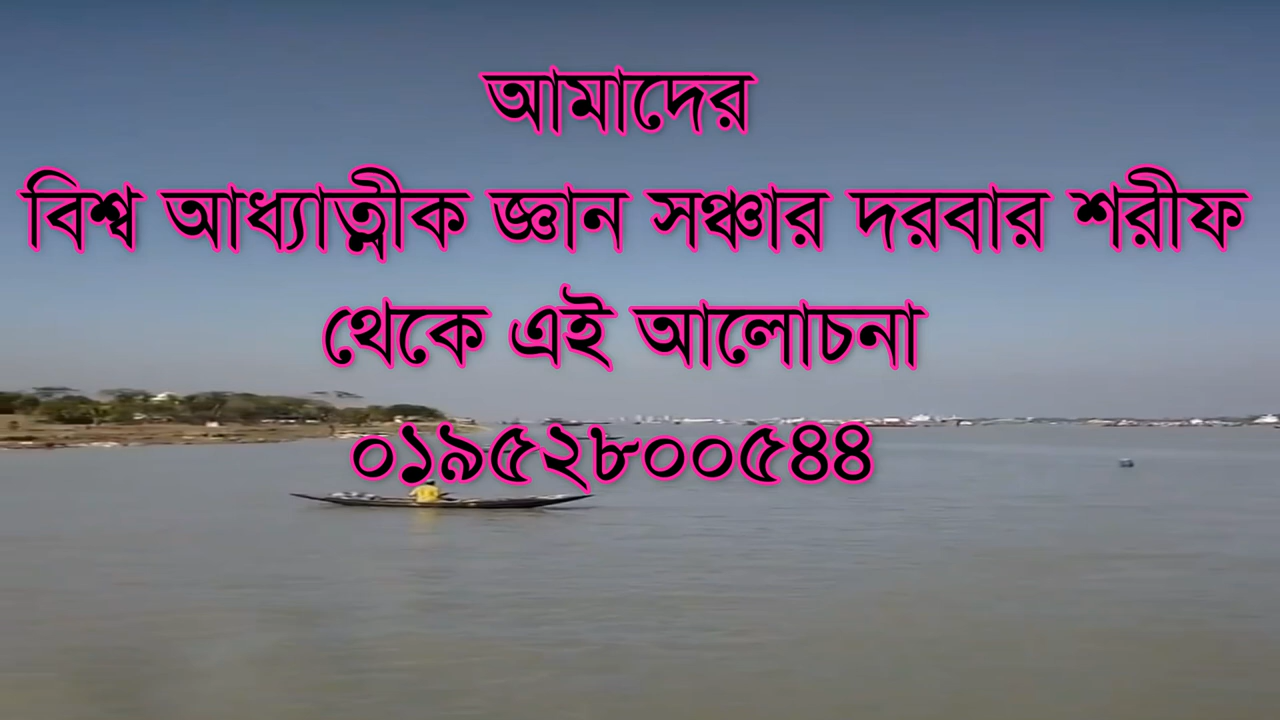 আমাদের
বিশ্ব আধ্যাত্নীক জ্ঞান সঞ্চার দরবার শরীফ
থেকে এই আলোচনা
০১৯৫২৮০০৫৪৪